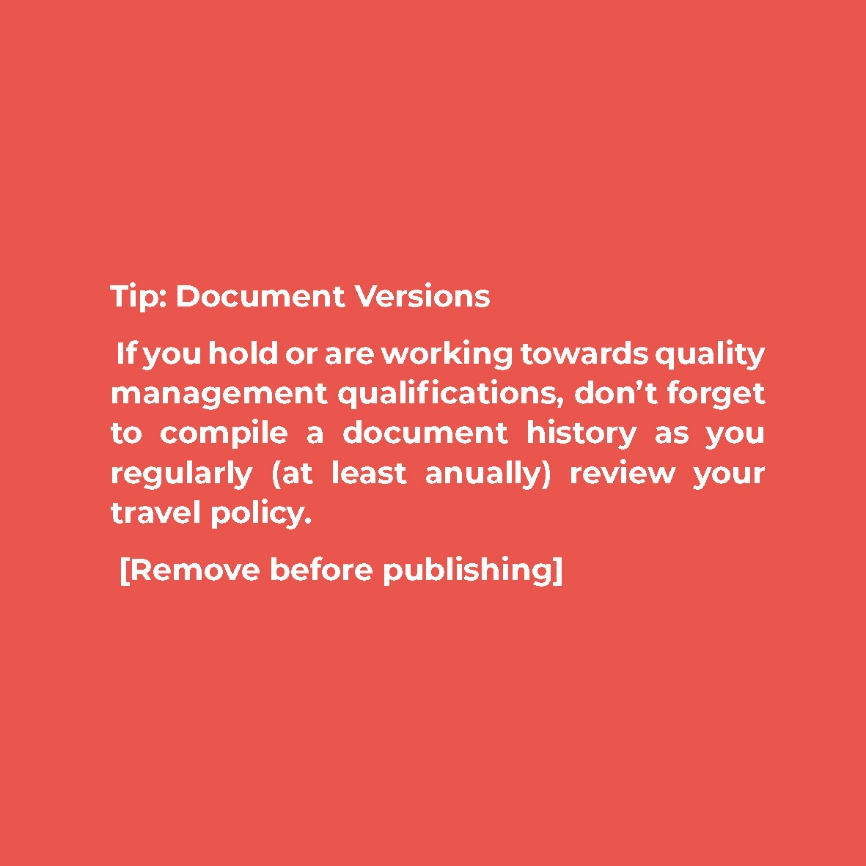 Tip: Document Versions
If you hold or are working towards quality
management qualifications, don’t forget
to compile a document history as you
regularly (at least anually) review your
travel policy.
[Remove before publishing]